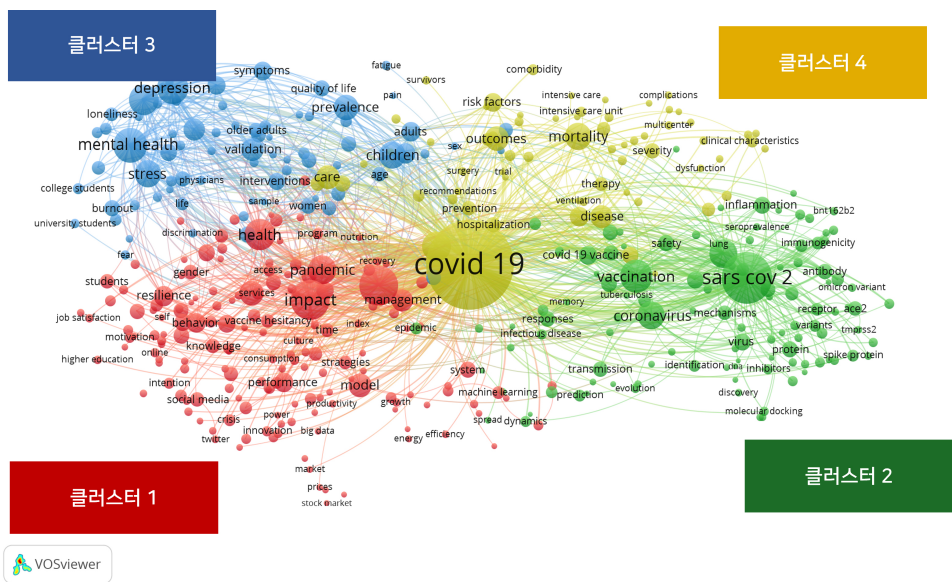 클러스터 3
클러스터 4
fatigue
survivors
comorbidity
symptoms
depression
quality of life
pain
intensive care
complications
loneliness
prevalence
risk factors
intensive care unit
older adults
adults
outcomes
mortality
multicenter
mental health
validation
sex
clinical characteristics
children
severity
stress
surgery
trial
dysfunction
physicians
interventions
care
age
college students
recommendations
therapy
life
sample
women
prevention
ventilation
burnout
disease
inflammation
bnt162b2
university students
discrimination
health
program
nutrition
hospitalization
seroprevalence
fear
covid 19 vaccine
safety
lung
immunogenicity
recovery
covid 19
gender
access
pandemic
antibody
students
vaccination
sars cov 2
omicron variant
resilience
services
impact
management
tuberculosis
memory
receptor
ace2
job satisfaction
self
behavior
vaccine hesitancy
time
index
epidemic
responses
coronavirus
mechanisms
variants
infectious disease
tmprss2
motivation
culture
knowledge
virus
protein
spike protein
higher education
online
consumption
strategies
system
transmission
identification
dna
inhibitors
intention
performance
model
evolution
social media
productivity
growth
machine learning
prediction
discovery
power
crisis
spread
dynamics
molecular docking
twitter
innovation
big data
energy
efficiency
market
클러스터 2
클러스터 1
prices
stock market
VOSviewer